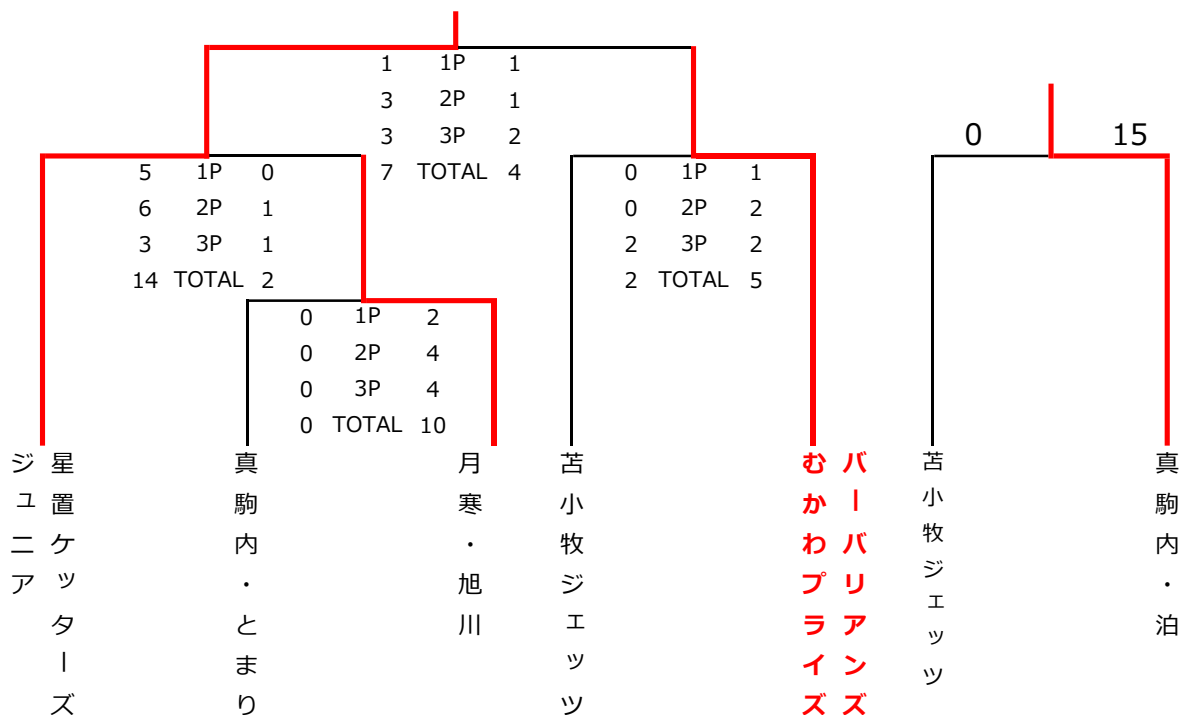 1 1P 1
3 2P 1
3 3P 2
7 TOTAL 4
0 15
5 1P 0
6 2P 1
3 3P 1
14 TOTAL 2
0 1P 1
0 2P 2
2 3P 2
2 TOTAL 5
0 1P 2
0 2P 4
0 3P 4
0 TOTAL 10
星置ケッターズ
ジュニア
真駒内・とまり
月寒・旭川
苫小牧ジェッツ
バーバリアンズ
むかわプライズ
苫小牧ジェッツ
真駒内・泊